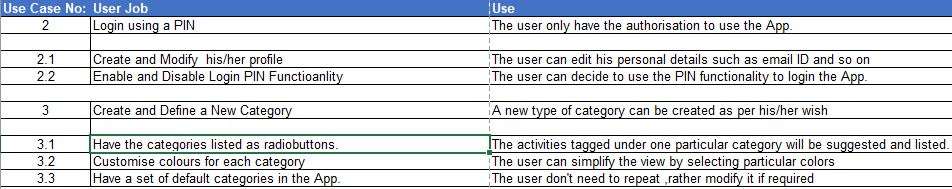 Use Case No: User Job Use
2 Login using a PIN The user only have the authorisation to use the App.
2.1 Create and Modify his/her profile The user can edit his personal details such as email ID and so on
2.2 Enable and Disable Login PIN Functioanlity The user can decide to use the PIN functionality to login the App.
3 Create and Define a New Category A new type of category can be created as per his/her wish
3.1 Have the categories listed as radiobuttons. The activities tagged under one particular category will be suggested and listed.
3.2 Customise colours for each category The user can simplify the view by selecting particular colors
3.3 Have a set of default categories in the App. The user don't need to repeat ,rather modify it if required